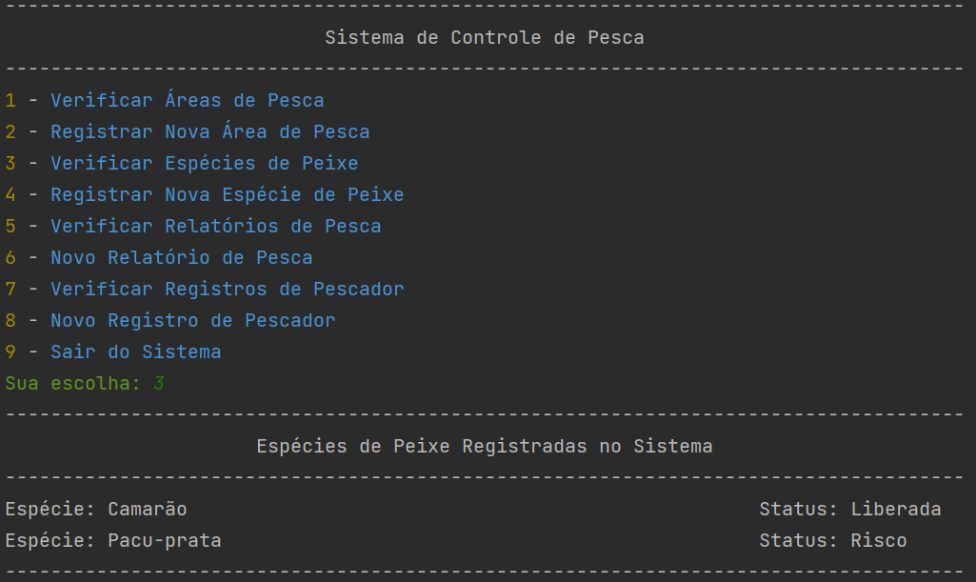 Sistema de Controle de Pesca
1 - Verificar Áreas de Pesca
2 - Registrar Nova Área de Pesca
3 - Verificar Espécies de Peixe
4 - Registrar Nova Espécie de Peixe
5 - Verificar Relatórios de Pesca
6 - Novo Relatório de Pesca
7 - Verificar Registros de Pescador
8 - Novo Registro de Pescador
9 - Sair do Sistema
Sua escolha: 3
Espécies de Peixe Registradas no Sistema
Espécie: Camarão Status: Liberada
Espécie: Pacu-prata Status: Risco